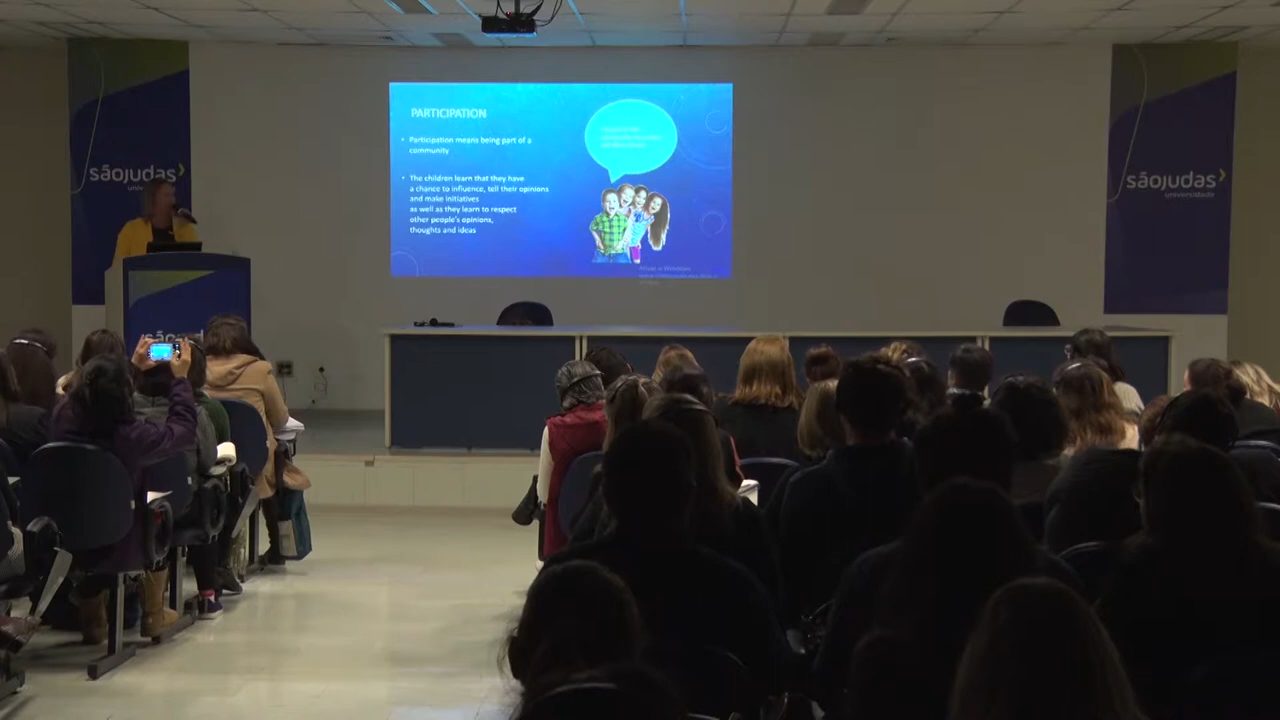 PARTICIPATION
• Participation means being part of a
community
• The children learn that they have
a chance to influence, tell their opinions
and make initiatives
as well as they learn to respect
other people's opinions,
thoughts and ideas
sãojudas
sãojudas
universidade